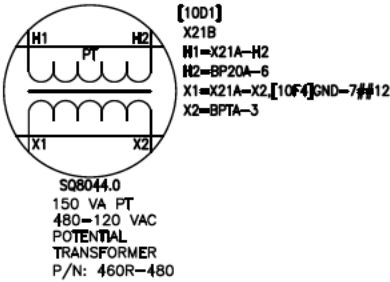 H1 H2
PT
X1 X2
[10D1]
X21B
H1=X21A-H2
H2=BP20A-6
X1=X21A-X2,[10F4]GND-7##12
X2=BPTA-3
SQ8044.0
150 VA PT
480-120 VAC
POTENTIAL
TRANSFORMER
P/N: 460R-480